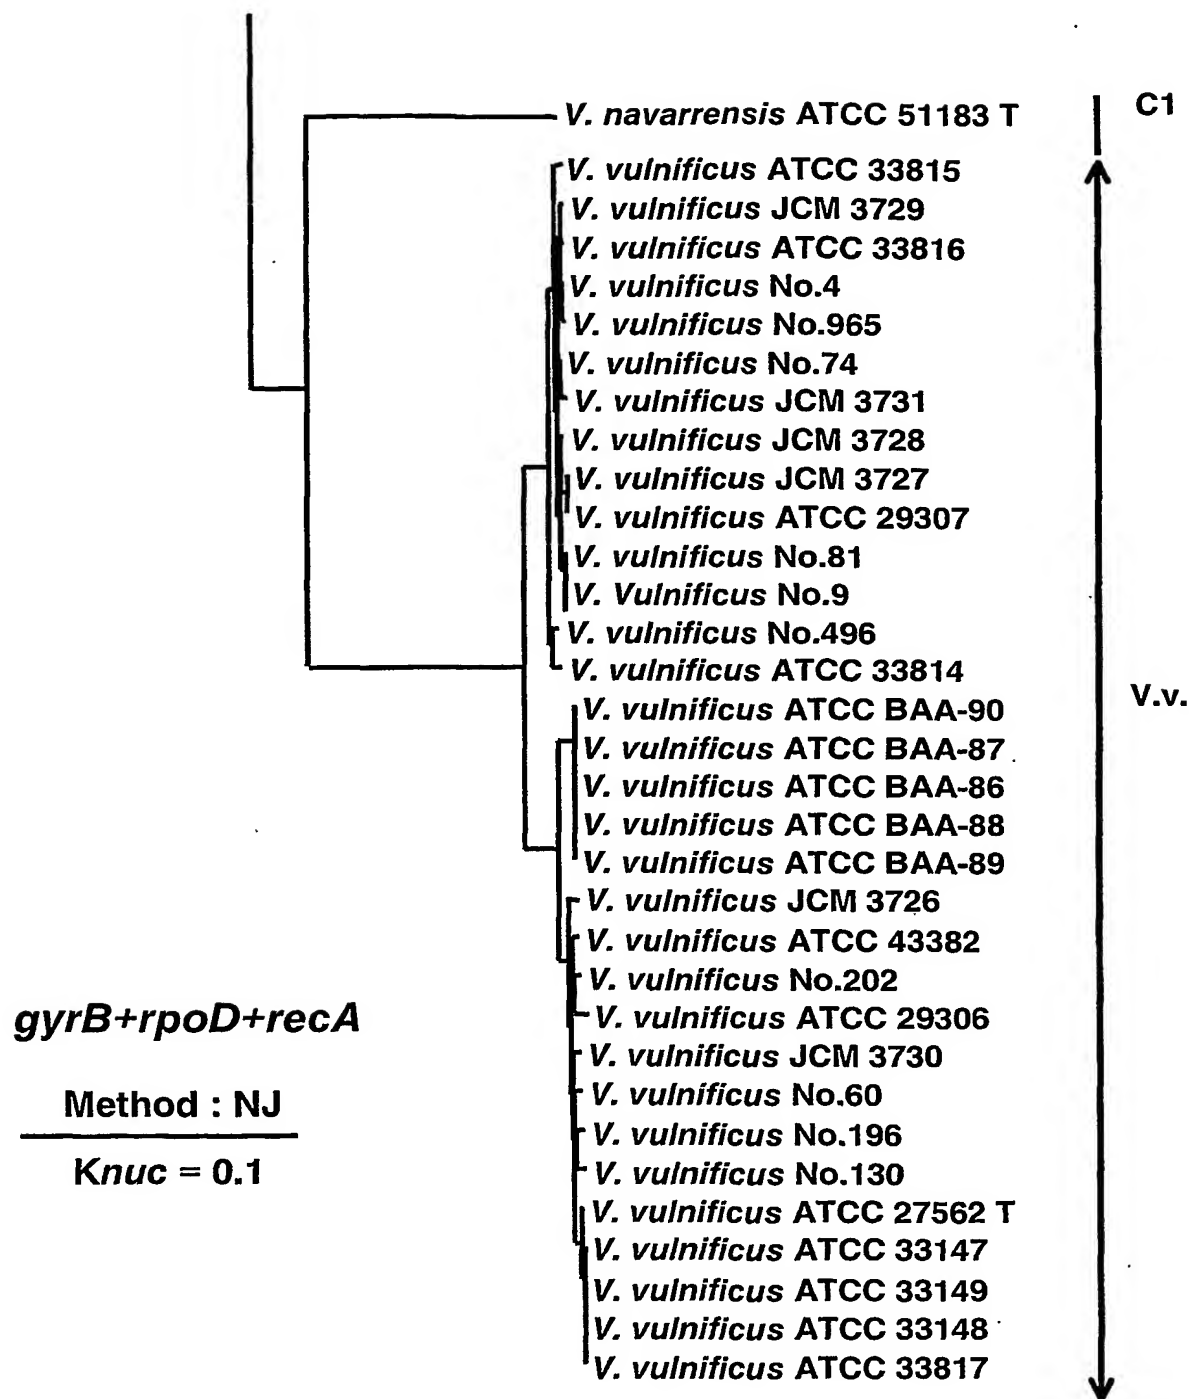 C1
V. navarrensis ATCC 51183 T
V. vulnificus ATCC 33815
V. vulnificus JCM 3729
V. vulnificus ATCC 33816
V. vulnificus No.4
V. vulnificus No.965
V. vulnificus No.74
V. vulnificus JCM 3731
V. vulnificus JCM 3728
V. vulnificus JCM 3727
V. vulnificus ATCC 29307
V. vulnificus No.81
V. Vulnificus No.9
V. vulnificus No.496
V. vulnificus ATCC 33814
V.v.
V. vulnificus ATCC BAA-90
V. vulnificus ATCC BAA-87
V. vulnificus ATCC BAA-86
V. vulnificus ATCC BAA-88
V. vulnificus ATCC BAA-89
V. vulnificus JCM 3726
V. vulnificus ATCC 43382
V. vulnificus No.202
V. vulnificus ATCC 29306
V. vulnificus JCM 3730
V. vulnificus No.60
V. vulnificus No.196
V. vulnificus No.130
V. vulnificus ATCC 27562 T
V. vulnificus ATCC 33147
V. vulnificus ATCC 33149
V. vulnificus ATCC 33148
V. vulnificus ATCC 33817
gyrB+rpoD+recA
Method : NJ
Knuc = 0.1